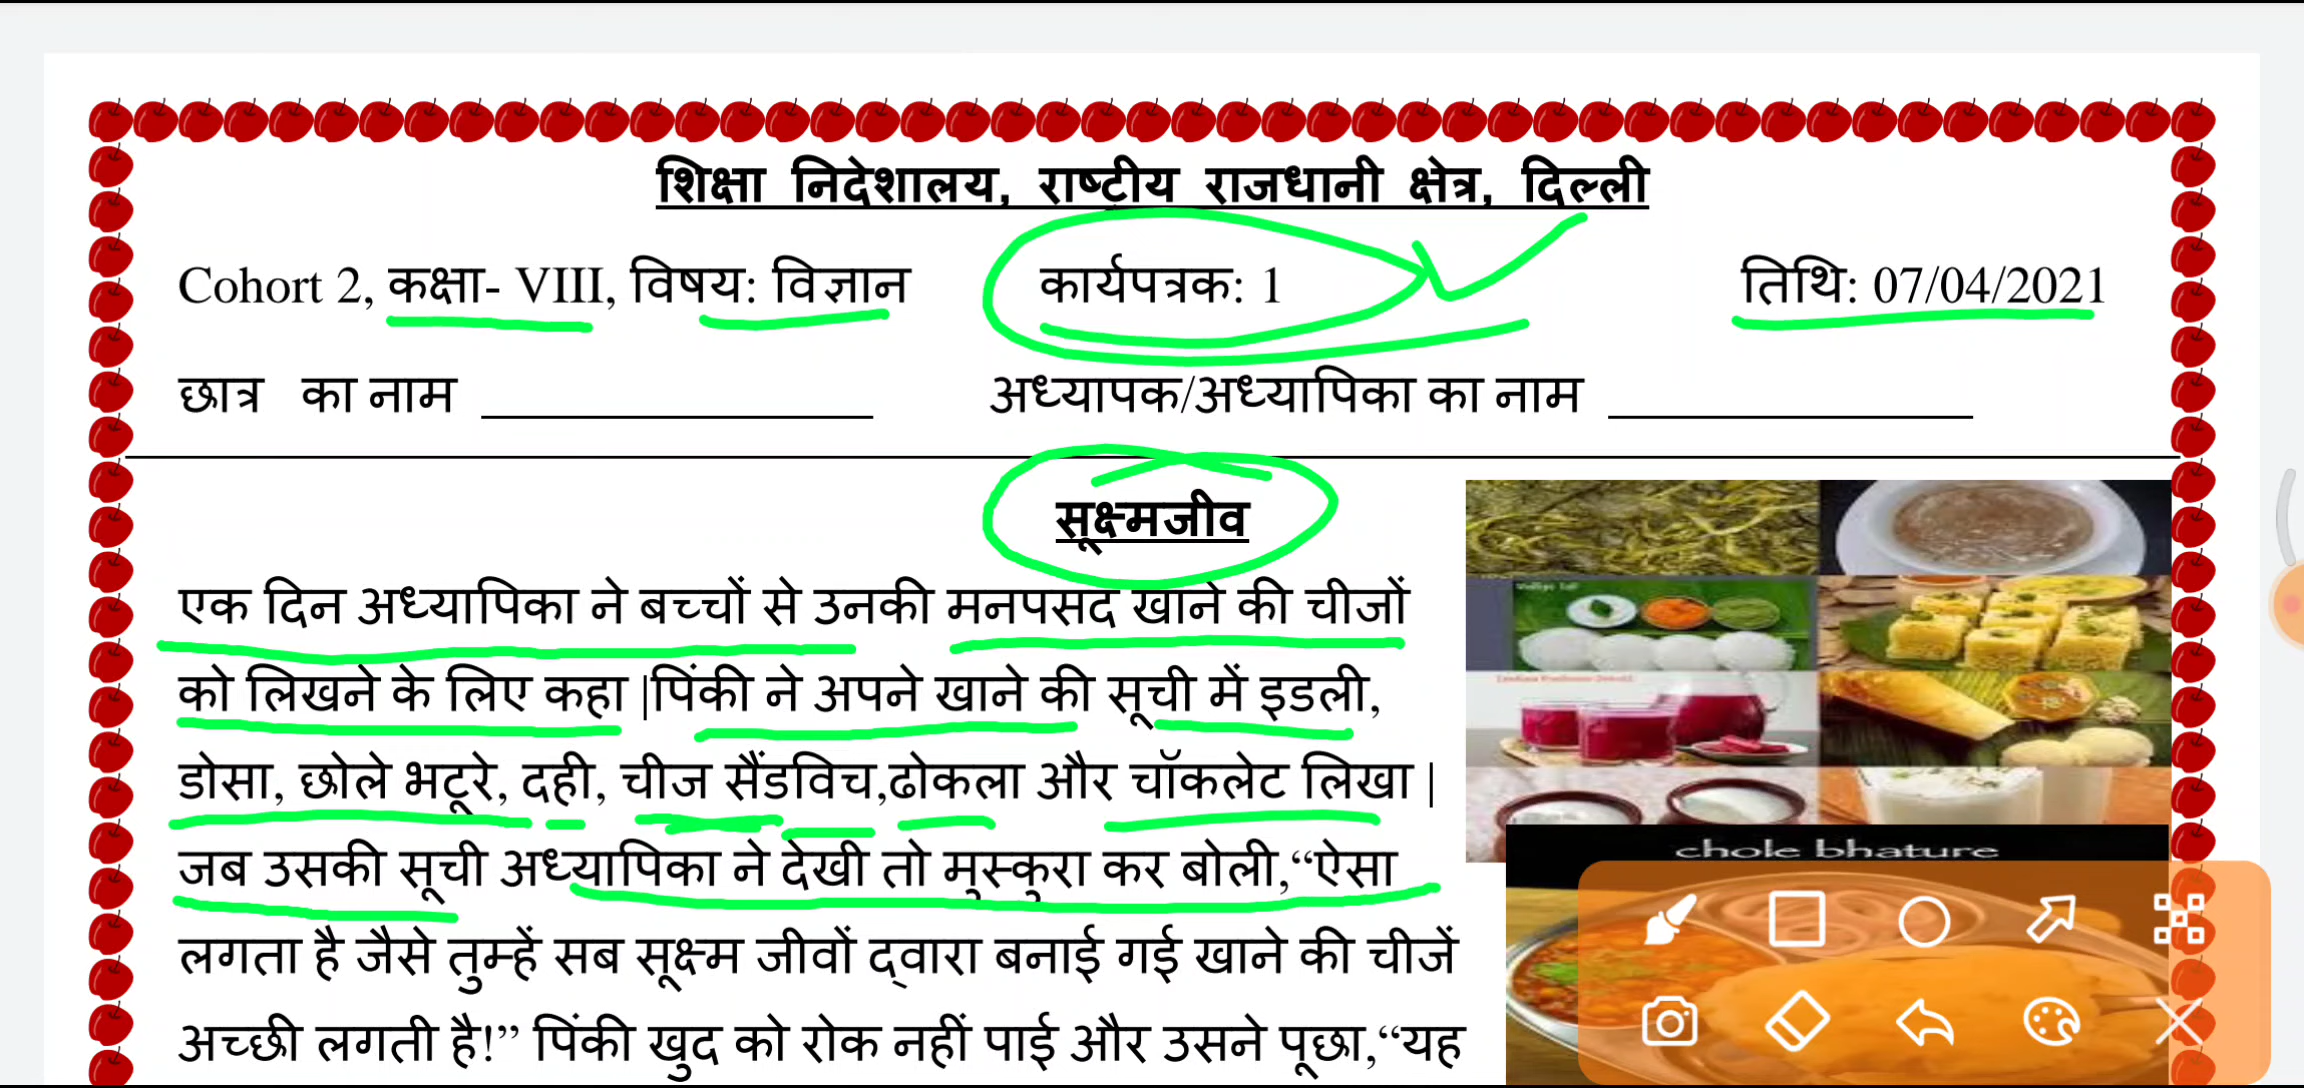 शिक्षा निदेशालय, राष्ट्रीय राजधानी क्षेत्र, दिल्ली
Cohort 2, कक्षा- VIII, विषय: विज्ञान कार्यपत्रक: 1 तिथि: 07/04/2021
छात्र का नाम ________________ अध्यापक/अध्यापिका का नाम _______________
सूक्ष्मजीव
एक दिन अध्यापिका ने बच्चों से उनकी मनपसद खाने की चीजों
को लिखने के लिए कहा |पिंकी ने अपने खाने की सूची में इडली,
डोसा, छोले भटूरे, दही, चीज सैंडविच,ढोकला और चॉकलेट लिखा |
जब उसकी सूची अध्यापिका ने देखी तो मुस्कुरा कर बोली,“ऐसा
लगता है जैसे तुम्हें सब सूक्ष्म जीवों द्वारा बनाई गई खाने की चीजें
अच्छी लगती है!” पिंकी खुद को रोक नहीं पाई और उसने पूछा,“यह
chole bhature